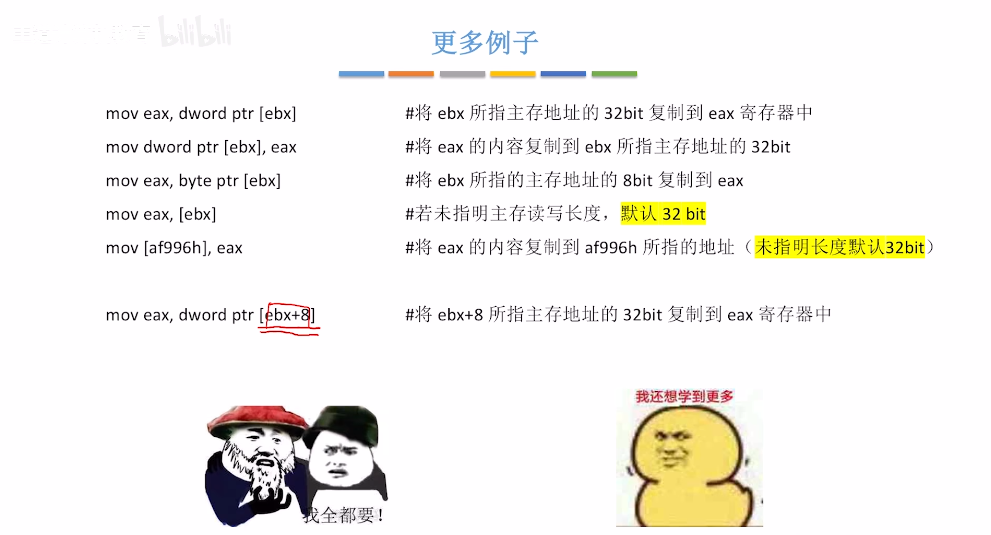 bilibili
更多例子
mov eax, dword ptr [ebx] #将 ebx 所指主存地址的 32bit 复制到 eax 寄存器中
mov dword ptr [ebx], eax #将 eax 的内容复制到 ebx 所指主存地址的 32bit
mov eax, byte ptr [ebx] #将 ebx 所指的主存地址的 8bit 复制到 eax
mov eax, [ebx] #若未指明主存读写长度，默认 32 bit
mov [af996h], eax #将 eax 的内容复制到 af996h 所指的地址（未指明长度默认32bit）
mov eax, dword ptr [ebx+8] #将 ebx+8 所指主存地址的 32bit 复制到 eax 寄存器中
我还想学到更多
我全都要！